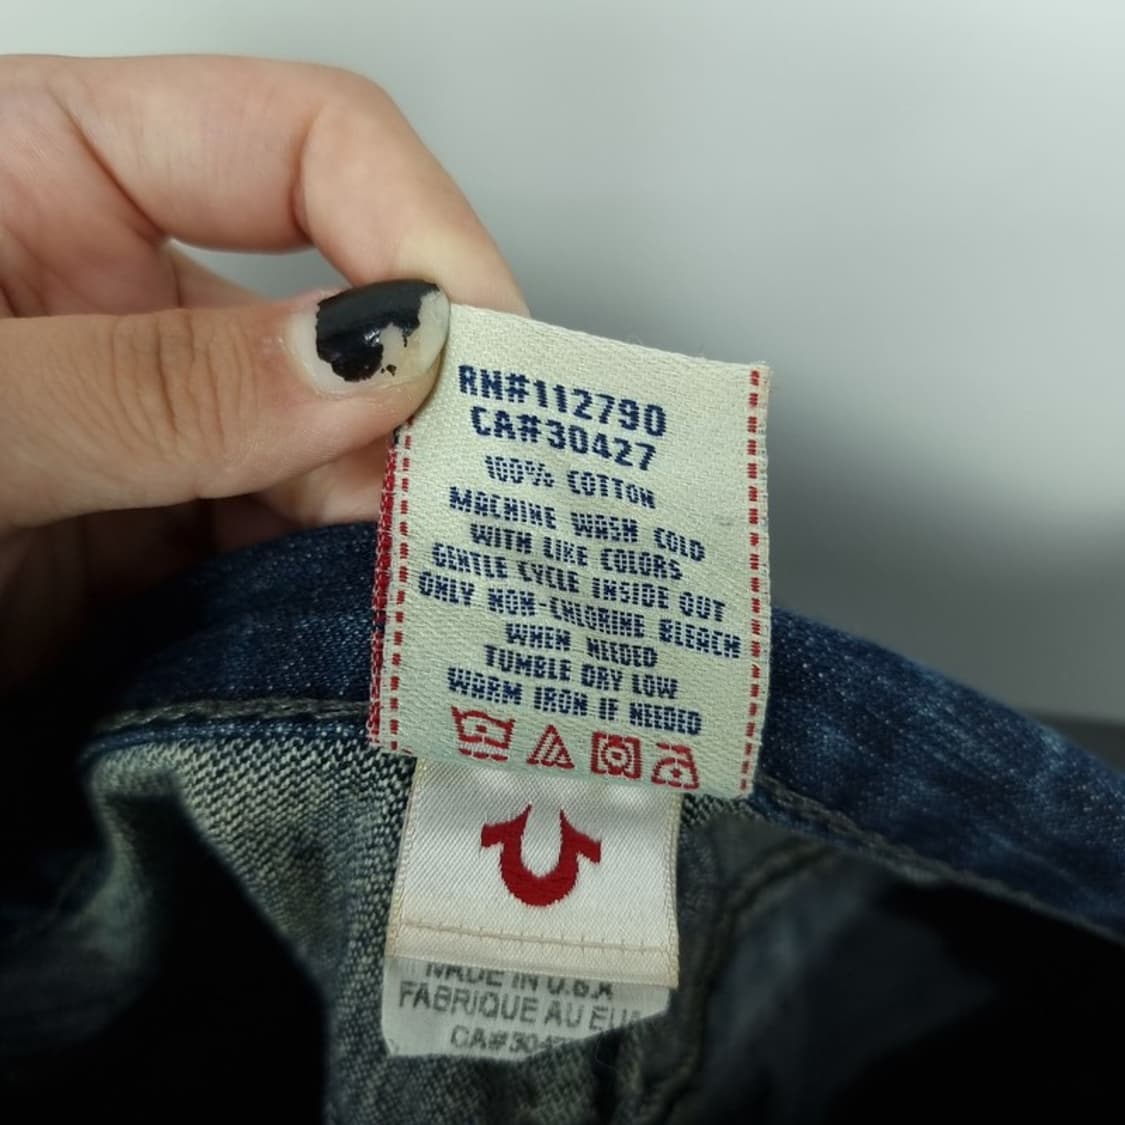 RN#112790
CA#30427
100% COTTON
MACHINE WASH COLD
WITH LIKE COLORS
GENTLE CYCLE INSIDE OUT
ONLY NON-CHLORINE BLEACH
WHEN NEEDED
TUMBLE DRY LOW
WARM IRON IF NEEDED
MADE IN U.S.A
FABRIQUE AU EUA